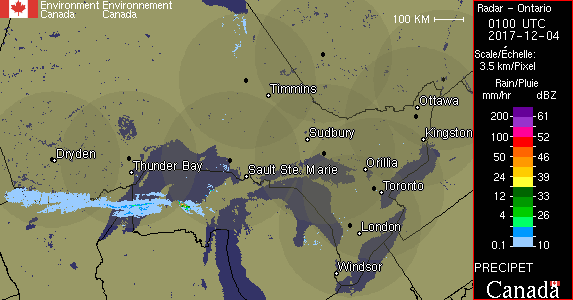 Environment Environnement
Canada Canada
100 KM
Timmins
Ottawa
Sudbury
Kingston
Dryden
Thunder Bay
Sault Ste. Marie
Orillia
Toronto
London
Windsor
Radar - Ontario
0100 UTC
2017-12-04
Scale/Échelle:
3.5 km/Pixel
Rain/Pluie
mm/hr dBZ
200 61
100 52
50 46
24 39
12 33
4 26
0.1 10
PRECIPET
Canada